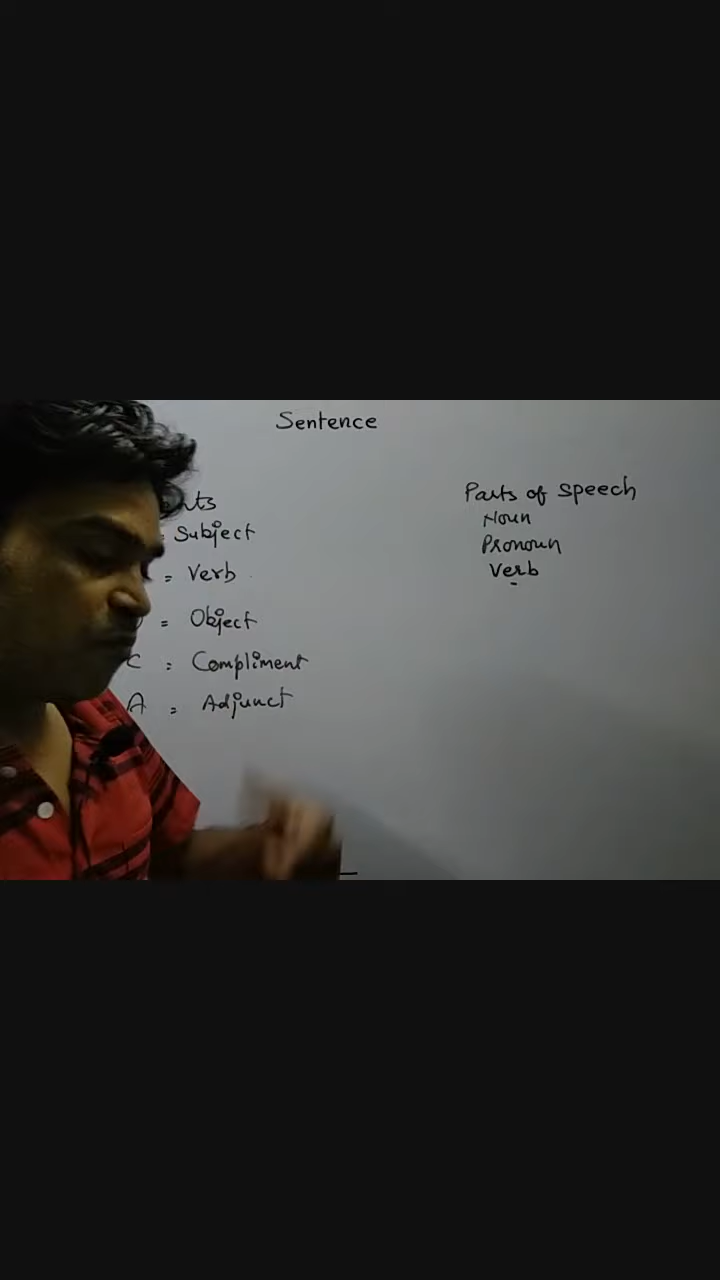 Sentence
Subject
= Verb
= Object
C = Compliment
A = Adjunct
Parts of speech
Noun
Pronoun
Verb